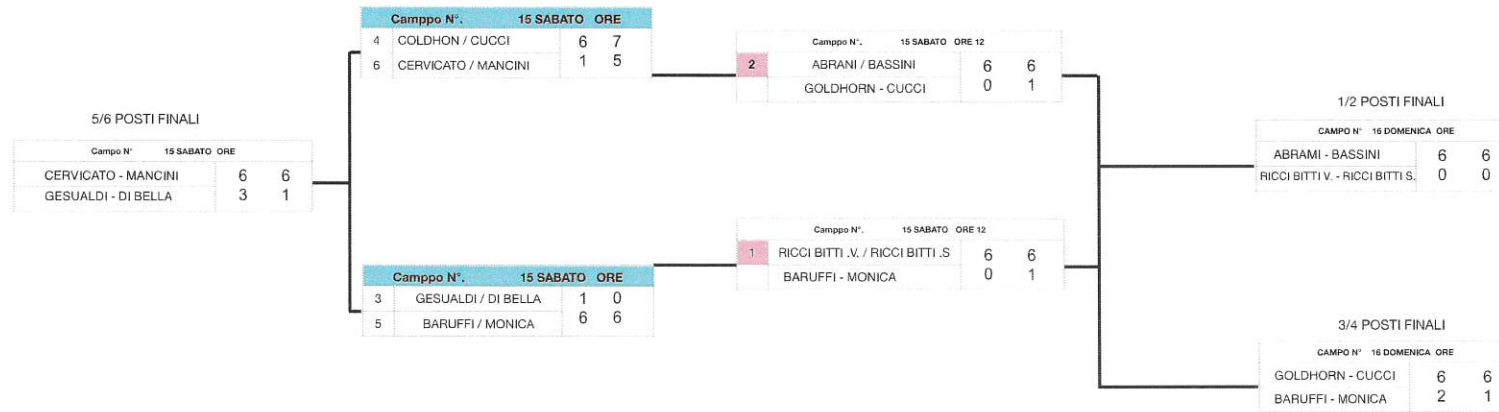 5/6 POSTI FINALI
Campo N° 15 SABATO ORE
CERVICATO - MANCINI 6 6
GESUALDI - DI BELLA 3 1
Camppo N°. 15 SABATO ORE
4 COLDHON / CUCCI 6 7
6 CERVICATO / MANCINI 1 5
Camppo N°. 15 SABATO ORE
3 GESUALDI / DI BELLA 1 0
5 BARUFFI / MONICA 6 6
Camppo N°. 15 SABATO ORE 12
2 ABRANI / BASSINI 6 6
GOLDHORN - CUCCI 0 1
Camppo N°. 15 SABATO ORE 12
1 RICCI BITTI .V. / RICCI BITTI .S 6 6
BARUFFI - MONICA 0 1
1/2 POSTI FINALI
CAMPO N° 16 DOMENICA ORE
ABRAMI - BASSINI 6 6
RICCI BITTI V. - RICCI BITTI S. 0 0
3/4 POSTI FINALI
CAMPO N° 16 DOMENICA ORE
GOLDHORN - CUCCI 6 6
BARUFFI - MONICA 2 1